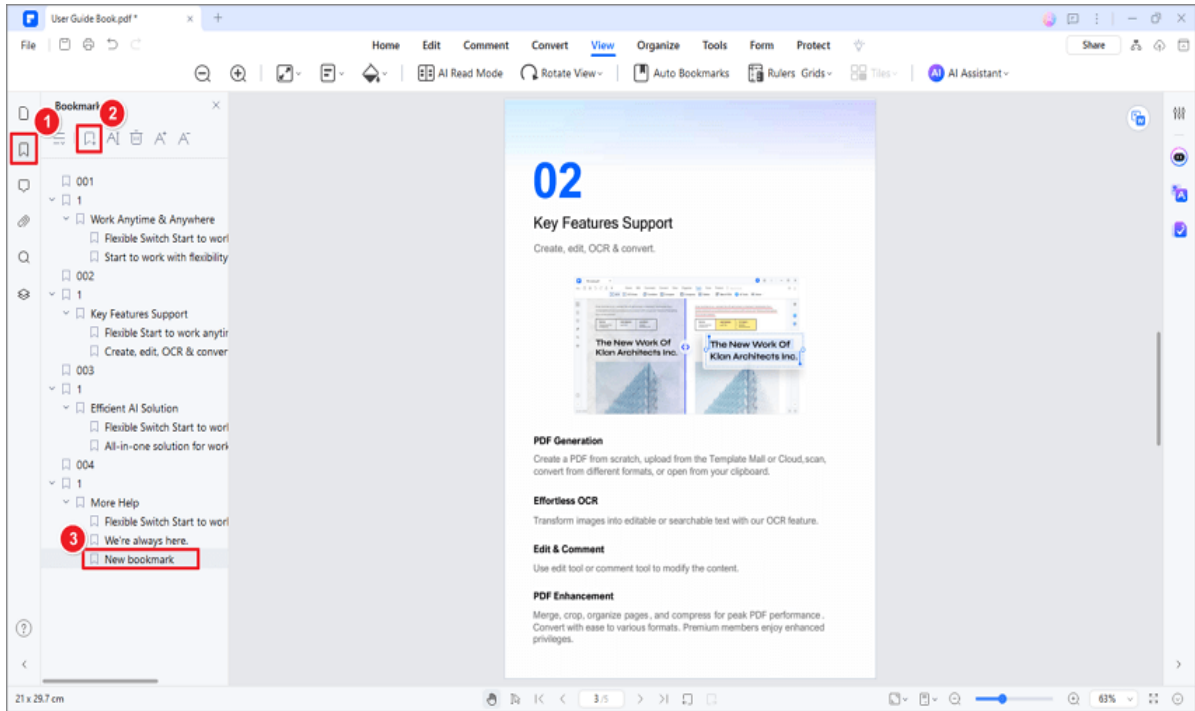 User Guide Book.pdf *
File
Home Edit Comment Convert View Organize Tools Form Protect
Share
AI Read Mode Rotate View Auto Bookmarks Rulers Grids Tiles AI AI Assistant
Bookmark
1
2
001
1
Work Anytime & Anywhere
Flexible Switch Start to worl
Start to work with flexibility
002
1
Key Features Support
Flexible Start to work anytin
Create, edit, OCR & conver
003
1
Efficient AI Solution
Flexible Switch Start to worl
All-in-one solution for work
004
1
More Help
Flexible Switch Start to worl
3
We're always here.
New bookmark
02
Key Features Support
Create, edit, OCR & convert.
The New Work Of
Klan Architects Inc.
The New Work Of
Klan Architects Inc.
PDF Generation
Create a PDF from scratch, upload from the Template Mall or Cloud,scan,
convert from different formats, or open from your clipboard.
Effortless OCR
Transform images into editable or searchable text with our OCR feature.
Edit & Comment
Use edit tool or comment tool to modify the content.
PDF Enhancement
Merge, crop, organize pages, and compress for peak PDF performance.
Convert with ease to various formats. Premium members enjoy enhanced
privileges.
21 x 29.7 cm
3/5
63%